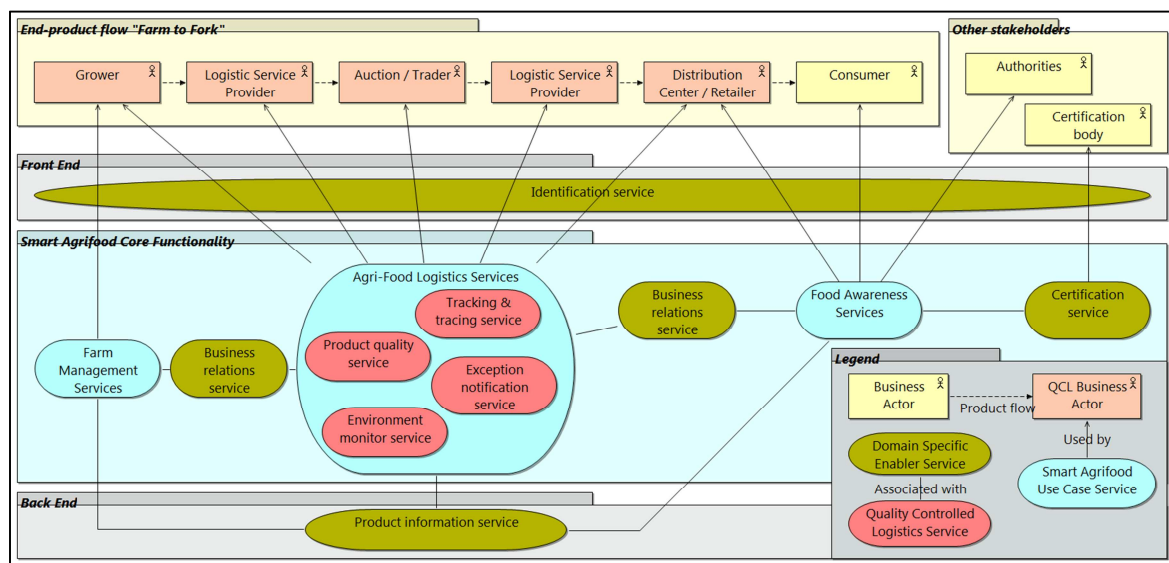 End-product flow "Farm to Fork"
Other stakeholders
Grower
Logistic Service
Provider
Auction / Trader
Logistic Service
Provider
Distribution
Center / Retailer
Consumer
Authorities
Certification
body
Front End
Identification service
Smart Agrifood Core Functionality
Agri-Food Logistics Services
Tracking &
tracing service
Product quality
service
Exception
notification
service
Environment
monitor service
Farm
Management
Services
Business
relations
service
Business
relations
service
Food Awareness
Services
Certification
service
Legend
Business
Actor
Product flow
QCL Business
Actor
Used by
Domain Specific
Enabler Service
Associated with
Smart Agrifood
Use Case Service
Quality Controlled
Logistics Service
Back End
Product information service